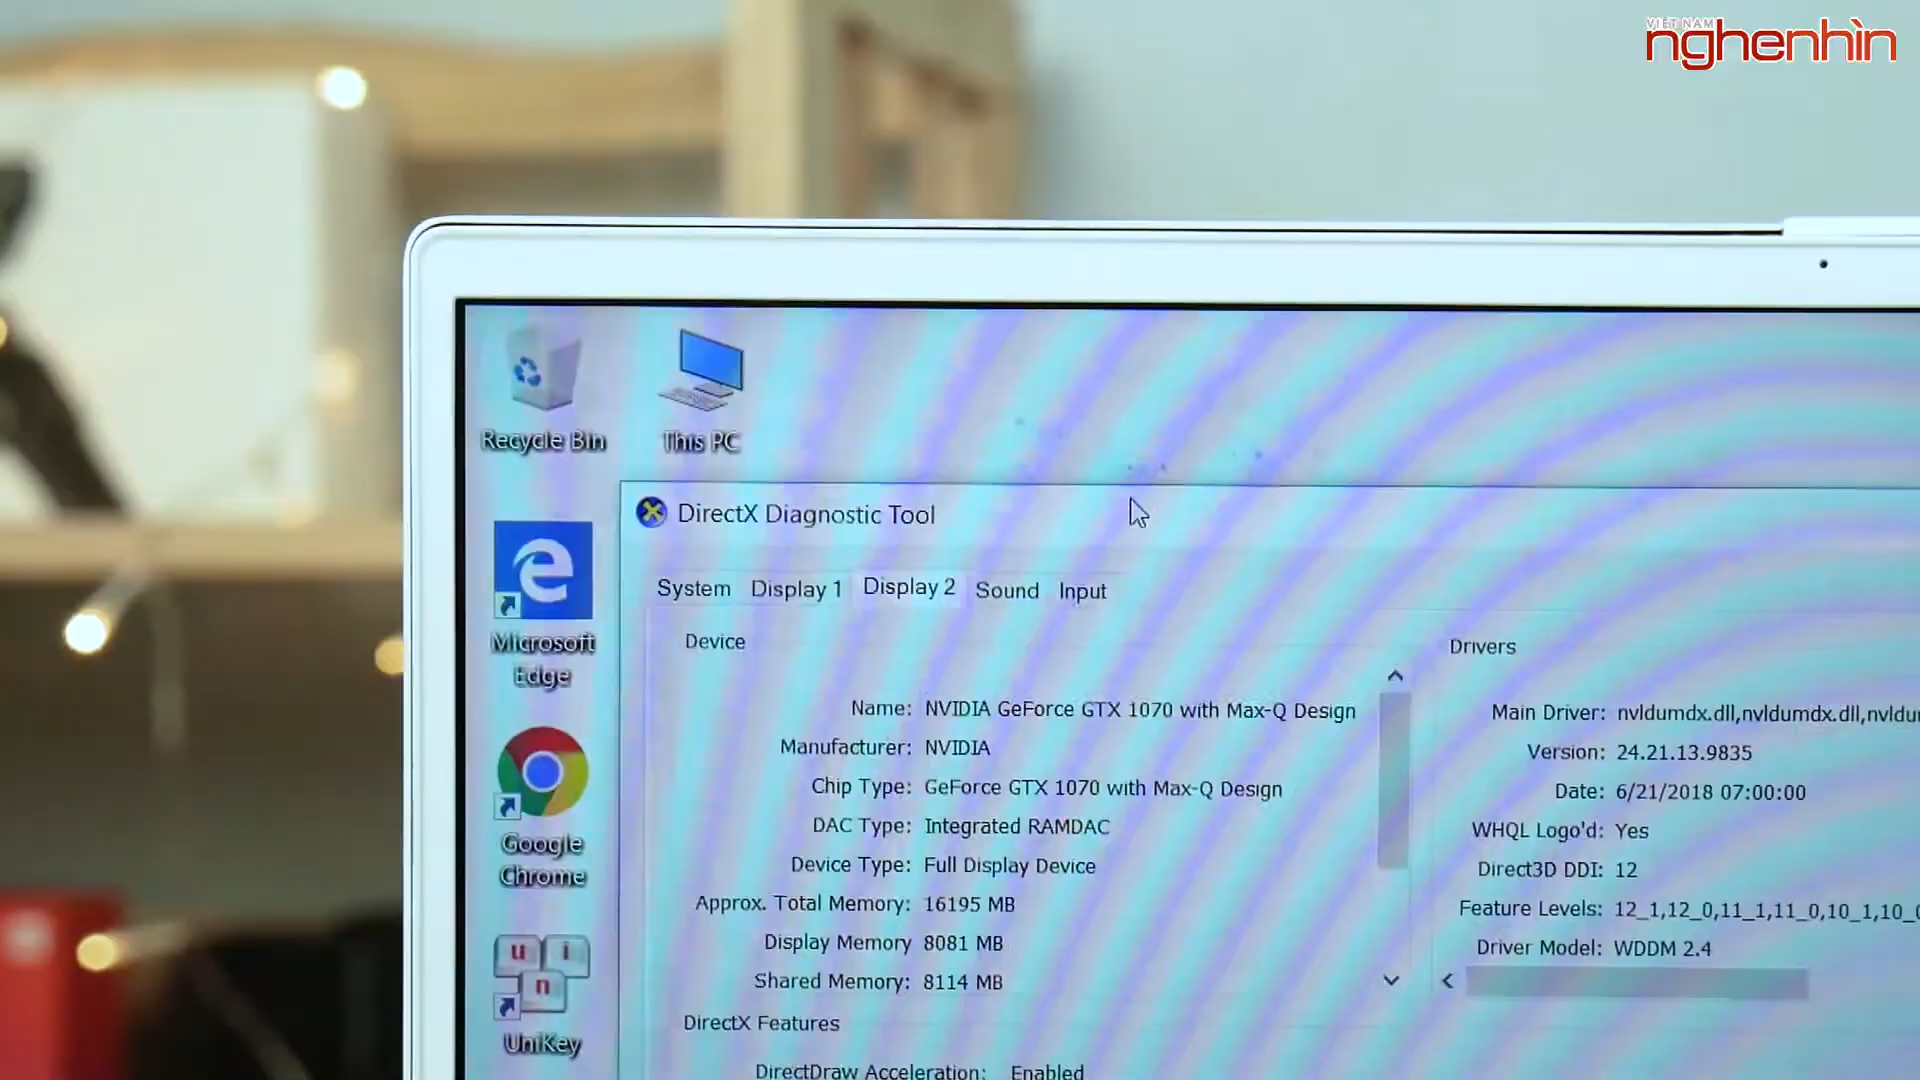 VIỆT NAM
nghenhìn
Recycle Bin
This PC
DirectX Diagnostic Tool
System
Display 1
Display 2
Sound
Input
Microsoft
Edge
Device
Name: NVIDIA GeForce GTX 1070 with Max-Q Design
Manufacturer: NVIDIA
Chip Type: GeForce GTX 1070 with Max-Q Design
DAC Type: Integrated RAMDAC
Device Type: Full Display Device
Approx. Total Memory: 16195 MB
Display Memory 8081 MB
Shared Memory: 8114 MB
Drivers
Main Driver: nvldumdx.dll,nvldumdx.dll,nvldu
Version: 24.21.13.9835
Date: 6/21/2018 07:00:00
WHQL Logo'd: Yes
Direct3D DDI: 12
Feature Levels: 12_1,12_0,11_1,11_0,10_1,10_
Driver Model: WDDM 2.4
Google
Chrome
u i
n
UniKey
DirectX Features
DirectDraw Acceleration: Enabled